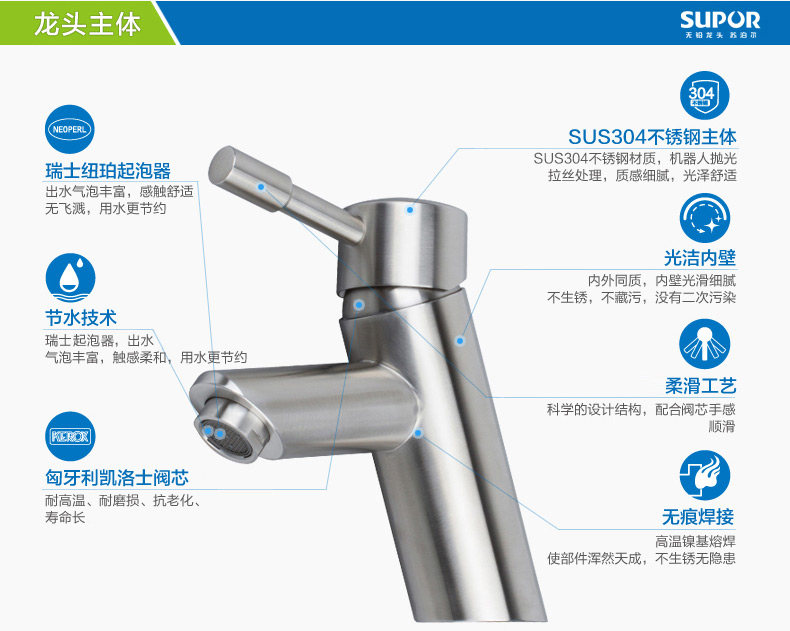 龙头主体
SUPOR
无铅龙头 苏泊尔
NEOPERL
瑞士纽珀起泡器
出水气泡丰富，感触舒适
无飞溅，用水更节约
节水技术
瑞士起泡器，出水
气泡丰富，触感柔和，用水更节约
KEROX
匈牙利凯洛士阀芯
耐高温、耐磨损、抗老化、
寿命长
304
不锈钢
SUS304不锈钢主体
SUS304不锈钢材质，机器人抛光
拉丝处理，质感细腻，光泽舒适
光洁内壁
内外同质，内壁光滑细腻
不生锈，不藏污，没有二次污染
柔滑工艺
科学的设计结构，配合阀芯手感
顺滑
无痕焊接
高温镍基熔焊
使部件浑然天成，不生锈无隐患